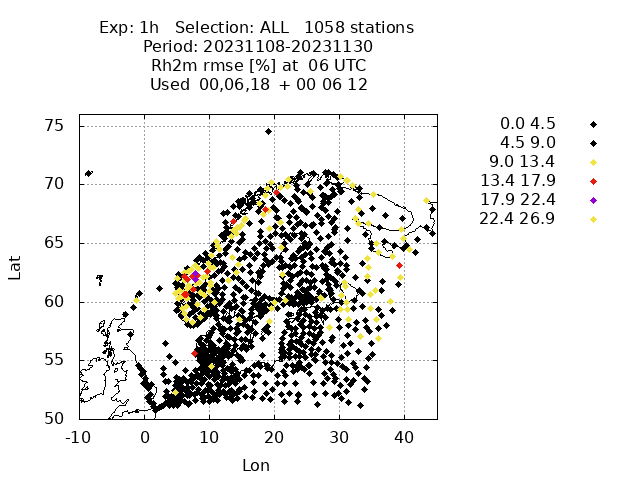 Exp: 1h   Selection: ALL   1058 stations
Period: 20231108-20231130
Rh2m rmse [%] at  06 UTC
Used  00,06,18  + 00 06 12
0.0 4.5
4.5 9.0
9.0 13.4
13.4 17.9
17.9 22.4
22.4 26.9
75
70
65
60
55
50
Lat
-10 0 10 20 30 40
Lon